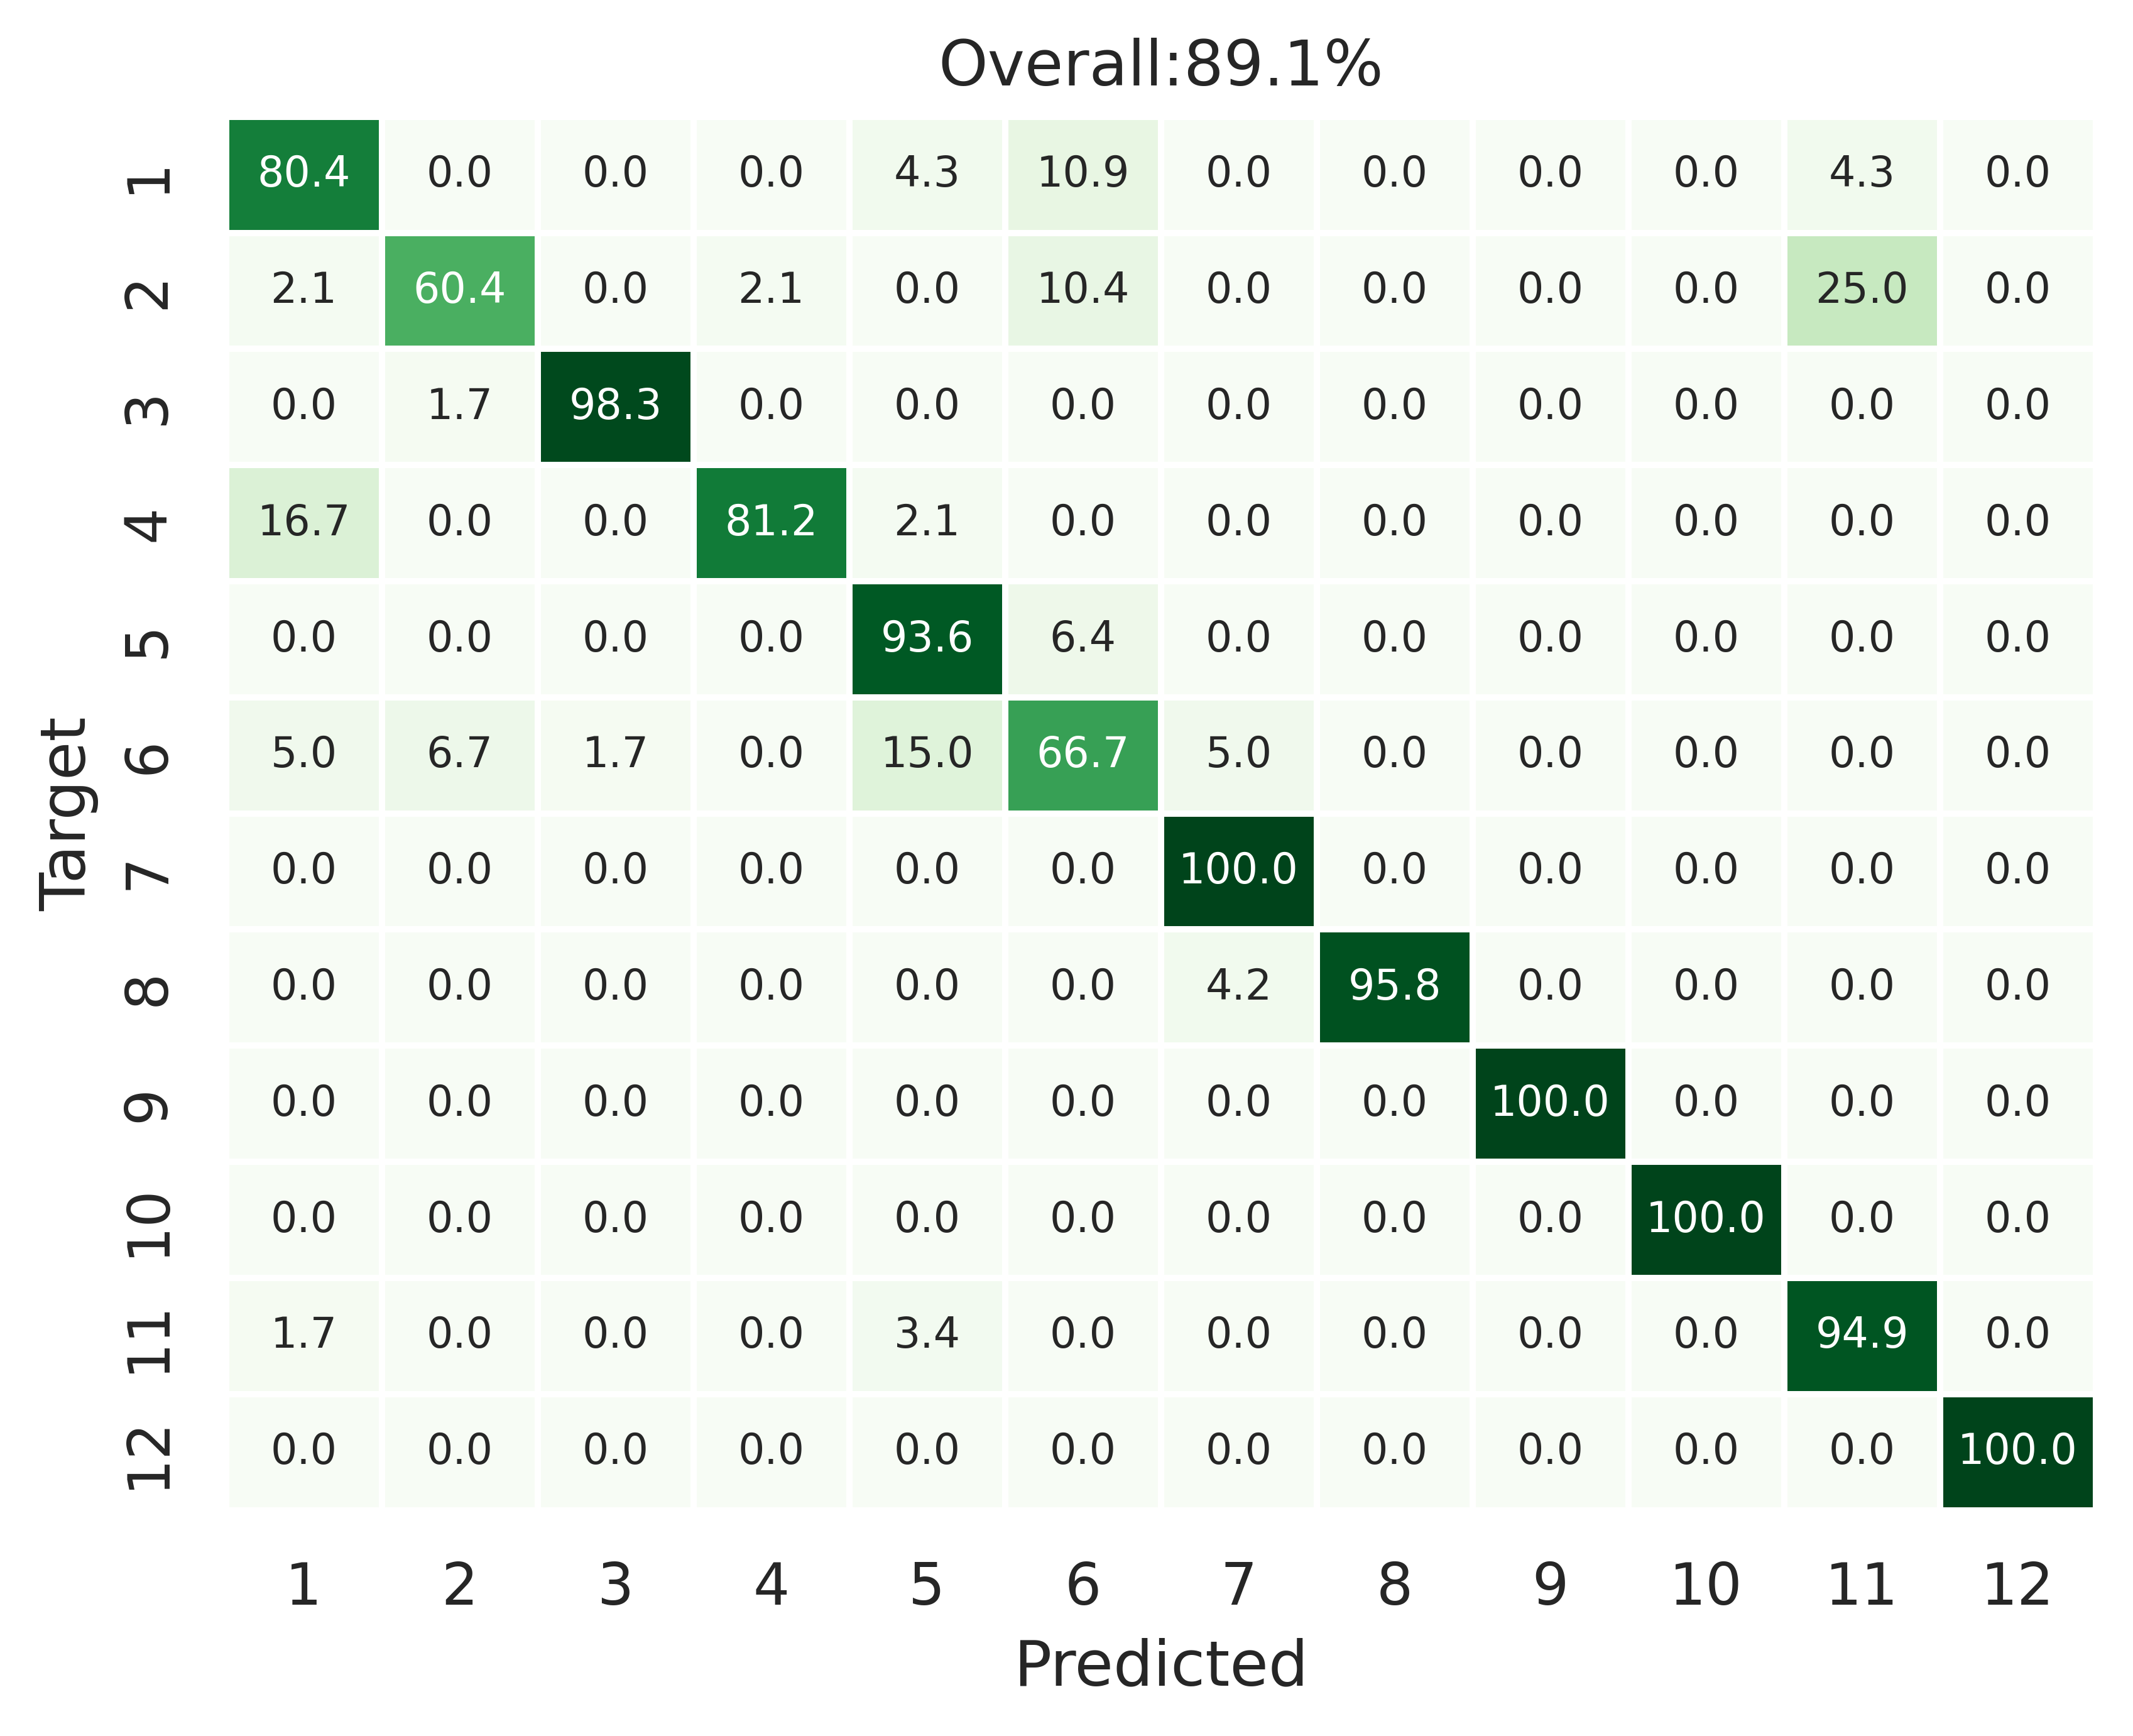 Overall:89.1%
1 80.4 0.0 0.0 0.0 4.3 10.9 0.0 0.0 0.0 0.0 4.3 0.0
2 2.1 60.4 0.0 2.1 0.0 10.4 0.0 0.0 0.0 0.0 25.0 0.0
3 0.0 1.7 98.3 0.0 0.0 0.0 0.0 0.0 0.0 0.0 0.0 0.0
4 16.7 0.0 0.0 81.2 2.1 0.0 0.0 0.0 0.0 0.0 0.0 0.0
5 0.0 0.0 0.0 0.0 93.6 6.4 0.0 0.0 0.0 0.0 0.0 0.0
6 5.0 6.7 1.7 0.0 15.0 66.7 5.0 0.0 0.0 0.0 0.0 0.0
Target
7 0.0 0.0 0.0 0.0 0.0 0.0 100.0 0.0 0.0 0.0 0.0 0.0
8 0.0 0.0 0.0 0.0 0.0 0.0 4.2 95.8 0.0 0.0 0.0 0.0
9 0.0 0.0 0.0 0.0 0.0 0.0 0.0 0.0 100.0 0.0 0.0 0.0
10 0.0 0.0 0.0 0.0 0.0 0.0 0.0 0.0 0.0 100.0 0.0 0.0
11 1.7 0.0 0.0 0.0 3.4 0.0 0.0 0.0 0.0 0.0 94.9 0.0
12 0.0 0.0 0.0 0.0 0.0 0.0 0.0 0.0 0.0 0.0 0.0 100.0
1 2 3 4 5 6 7 8 9 10 11 12
Predicted